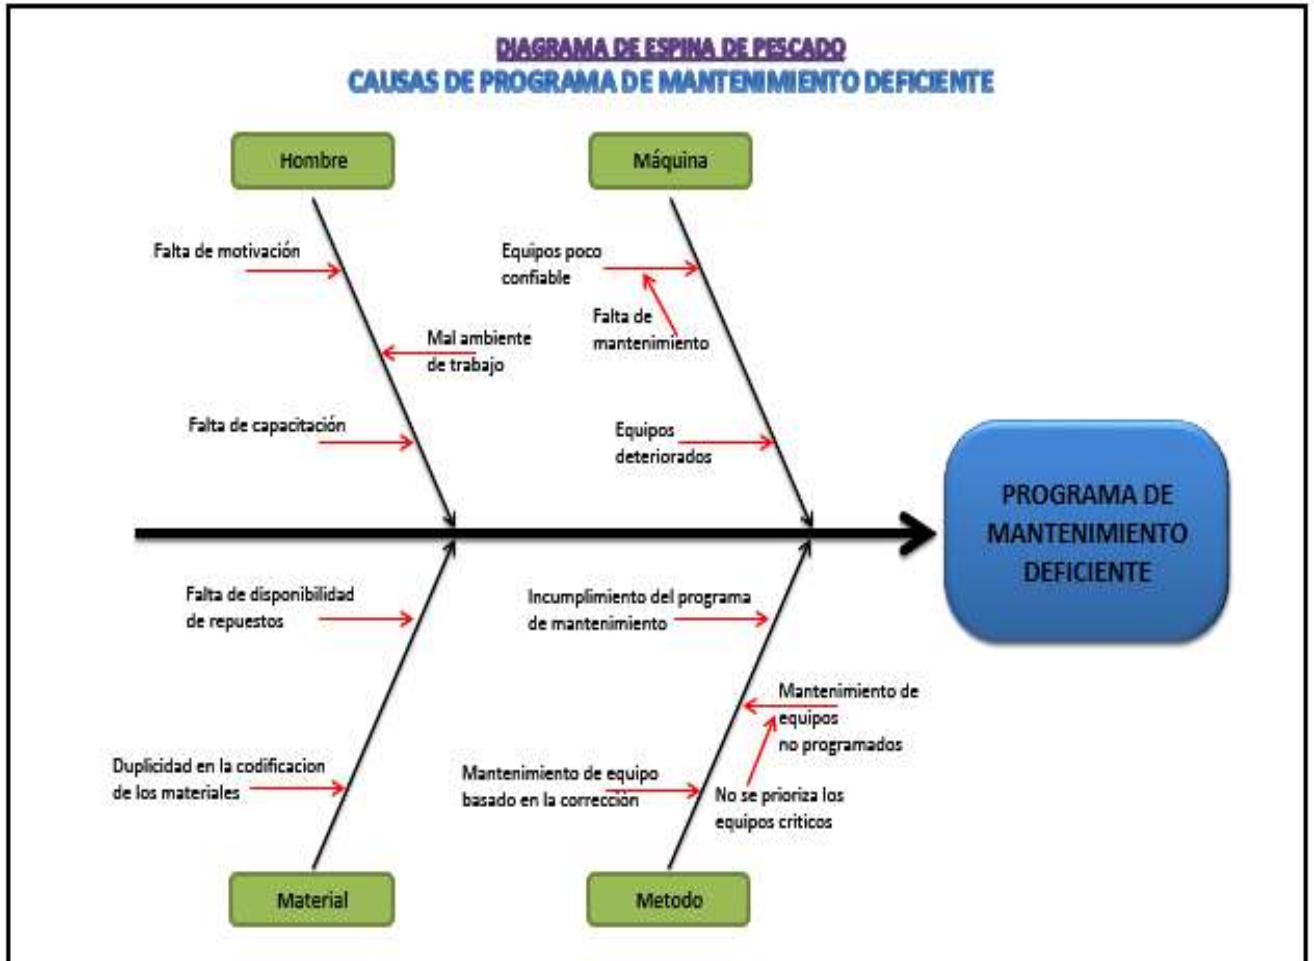 DIAGRAMA DE ESPINA DE PESCADO
CAUSAS DE PROGRAMA DE MANTENIMIENTO DEFICIENTE
Hombre
Máquina
Falta de motivación
Equipos poco
confiable
Falta de
mantenimiento
Mal ambiente
de trabajo
Falta de capacitación
Equipos
deteriorados
PROGRAMA DE
MANTENIMIENTO
DEFICIENTE
Falta de disponibilidad
de repuestos
Incumplimiento del programa
de mantenimiento
Mantenimiento de
equipos
no programados
Duplicidad en la codificacion
de los materiales
Mantenimiento de equipo
basado en la corrección
No se prioriza los
equipos criticos
Material
Metodo